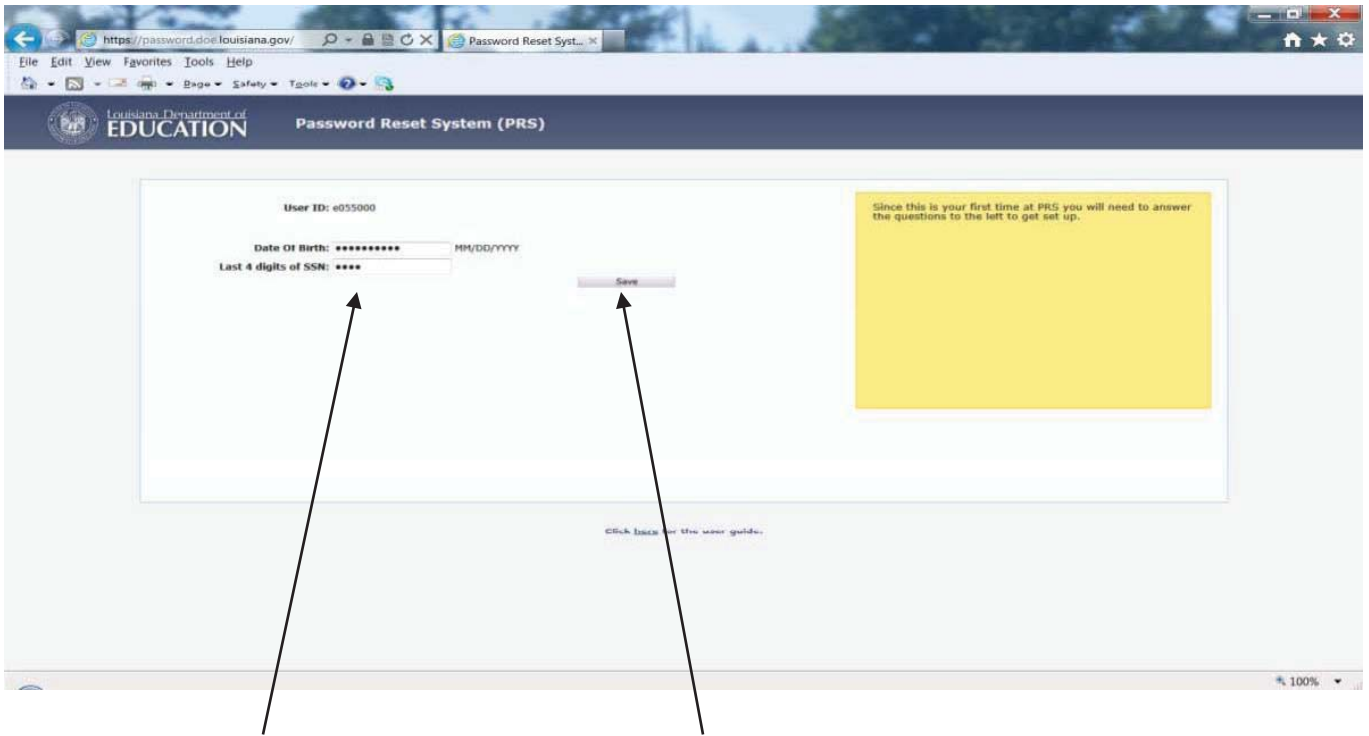 https://password.doe.louisiana.gov/
Password Reset Syst...
File Edit View Favorites Tools Help
Page Safety Tools
Louisiana Department of
EDUCATION
Password Reset System (PRS)
User ID: e055000
Since this is your first time at PRS you will need to answer
the questions to the left to get set up.
Date Of Birth: •••••••••• MM/DD/YYYY
Last 4 digits of SSN: ••••
Save
Click here for the user guide.
100%